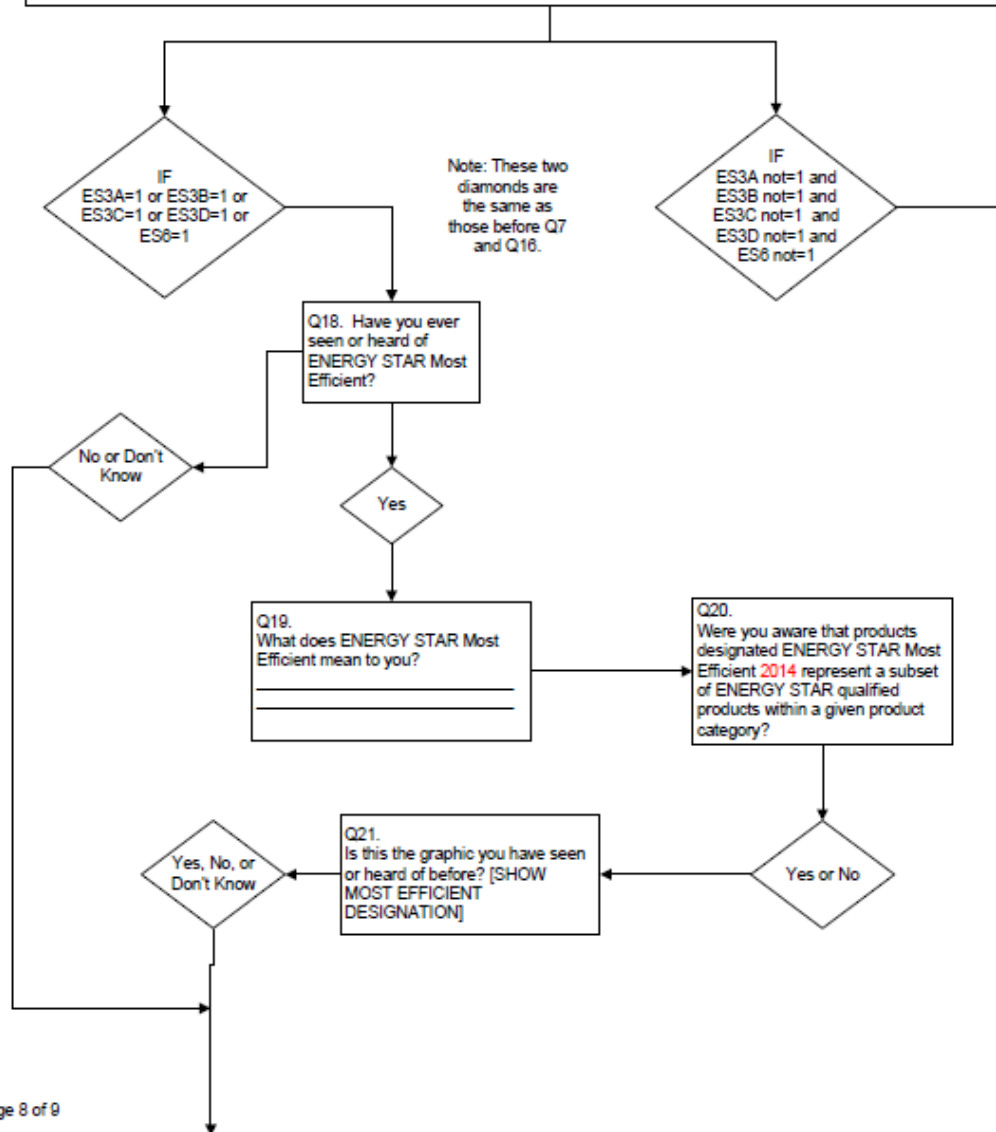 IF
ES3A=1 or ES3B=1 or
ES3C=1 or ES3D=1 or
ES6=1
Note: These two
diamonds are
the same as
those before Q7
and Q16.
IF
ES3A not=1 and
ES3B not=1 and
ES3C not=1 and
ES3D not=1 and
ES6 not=1
Q18. Have you ever
seen or heard of
ENERGY STAR Most
Efficient?
No or Don't
Know
Yes
Q19.
What does ENERGY STAR Most
Efficient mean to you?
Q20.
Were you aware that products
designated ENERGY STAR Most
Efficient 2014 represent a subset
of ENERGY STAR qualified
products within a given product
category?
Yes or No
Q21.
Is this the graphic you have seen
or heard of before? [SHOW
MOST EFFICIENT
DESIGNATION]
Yes, No, or
Don't Know
ge 8 of 9